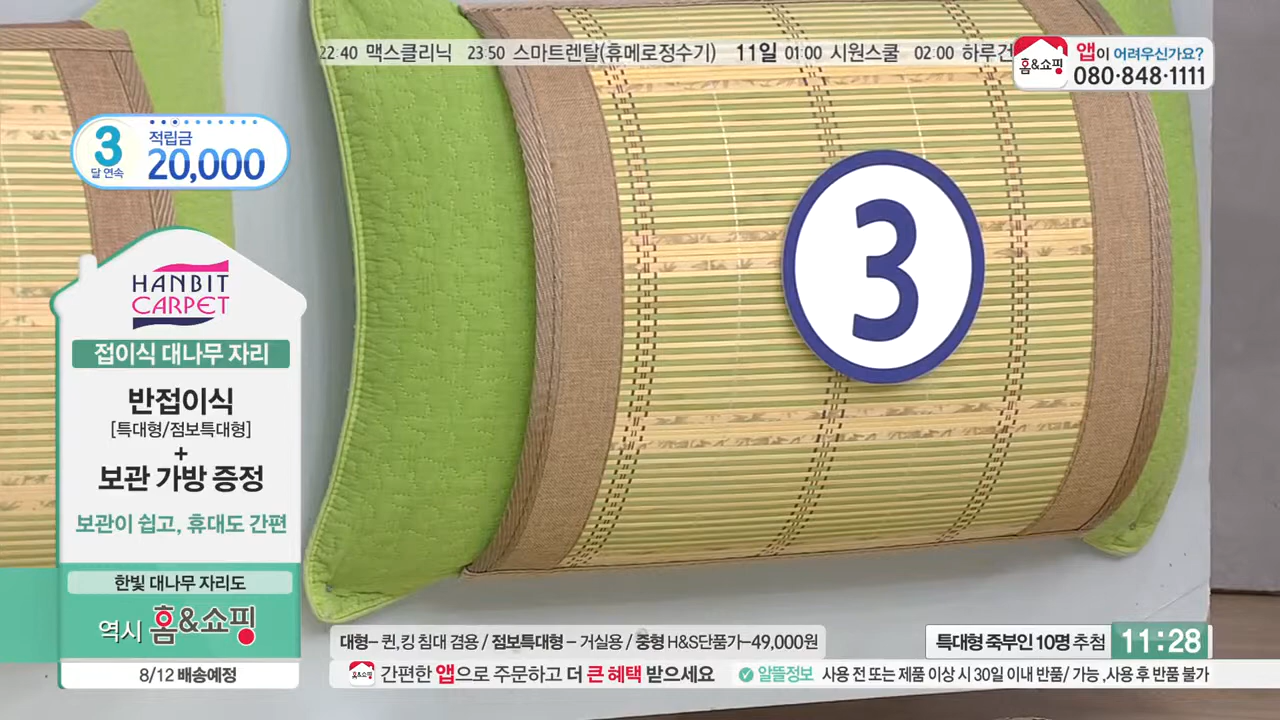 22:40 맥스클리닉 23:50 스마트렌탈(휴메로정수기) 11일 01:00 시원스쿨 02:00 하루건
홈&쇼핑
앱이 어려우신가요?
080·848·1111
3
달 연속
적립금
20,000
3
HANBIT
CARPET
접이식 대나무 자리
반접이식
[특대형/점보특대형]
+
보관 가방 증정
보관이 쉽고, 휴대도 간편
한빛 대나무 자리도
역시 홈&쇼핑
8/12 배송예정
대형- 퀸,킹 침대 겸용 / 점보특대형 - 거실용 / 중형 H&S단품가-49,000원
특대형 죽부인 10명 추첨 11:28
홈&쇼핑 간편한 앱으로 주문하고 더 큰 혜택 받으세요
알뜰정보 사용 전 또는 제품 이상 시 30일 이내 반품/ 가능 ,사용 후 반품 불가